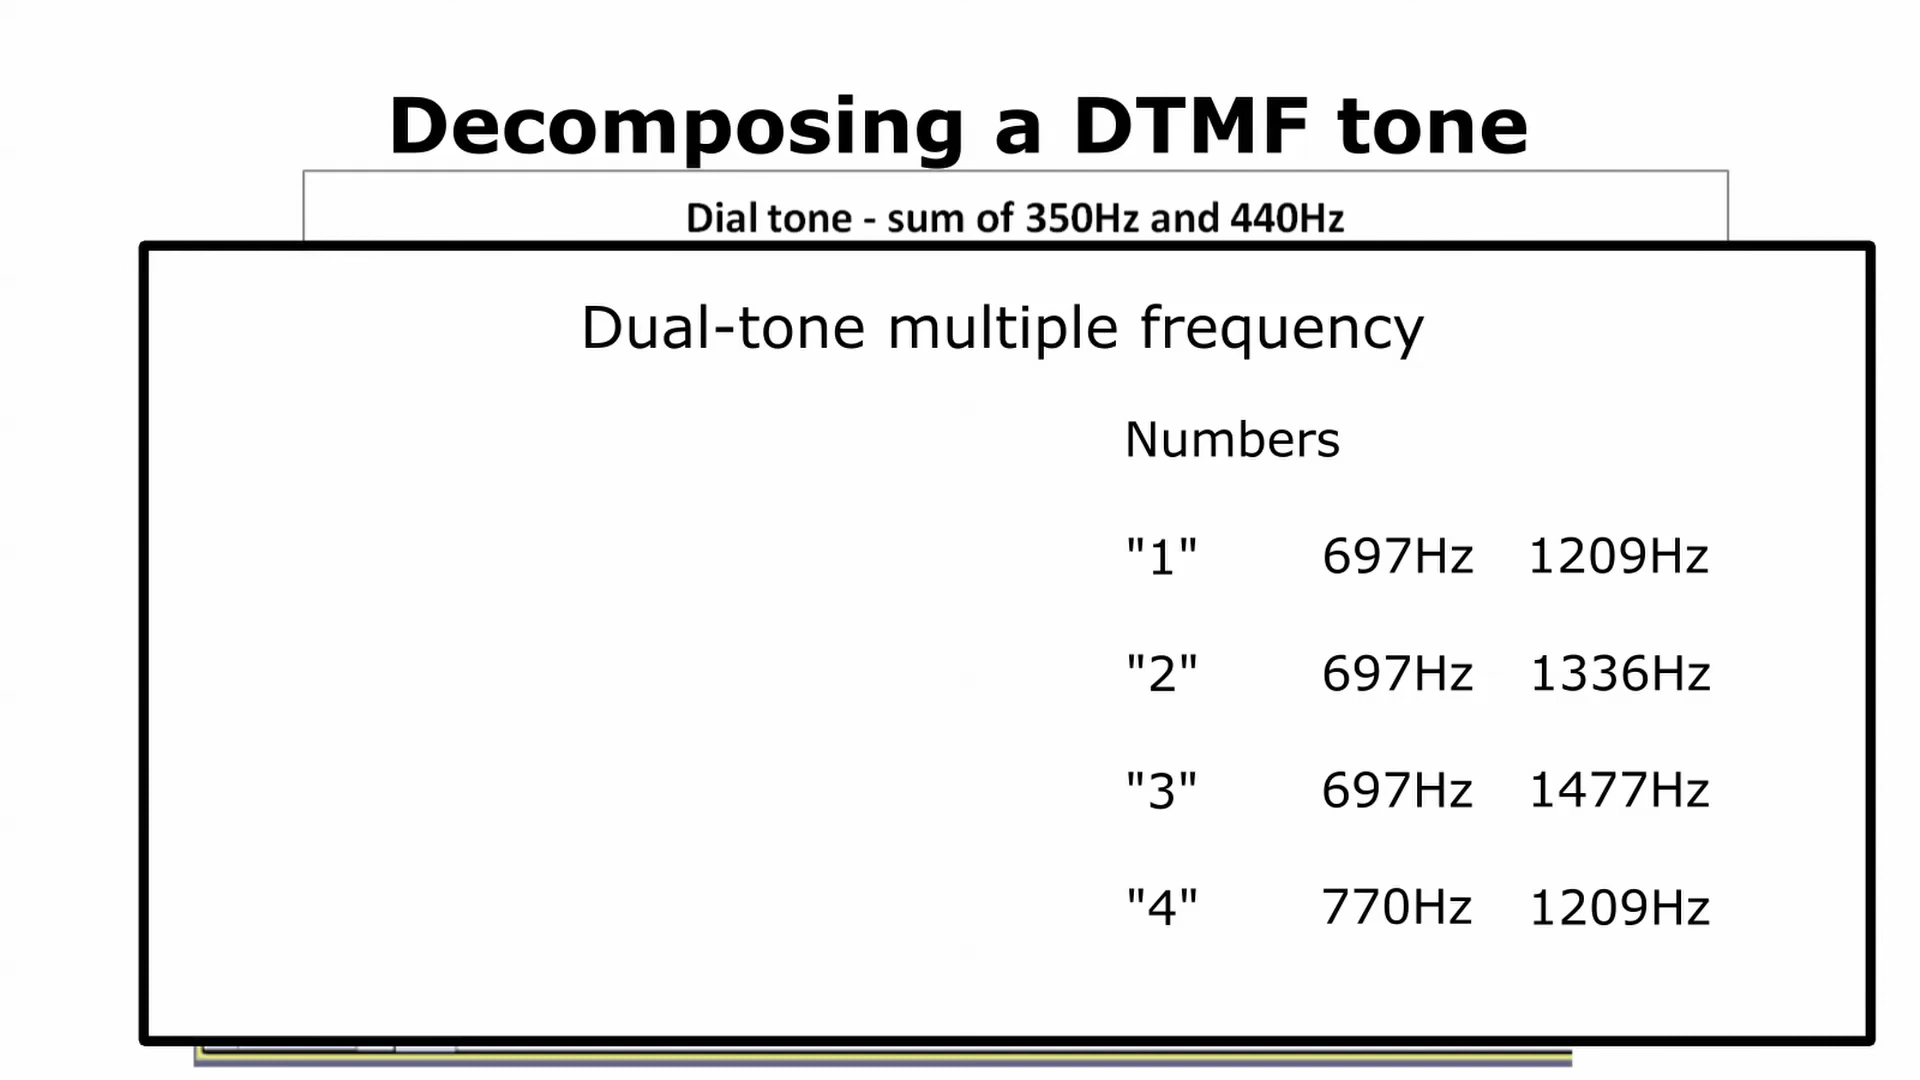 Decomposing a DTMF tone
Dial tone - sum of 350Hz and 440Hz
Dual-tone multiple frequency
Numbers
"1" 697Hz 1209Hz
"2" 697Hz 1336Hz
"3" 697Hz 1477Hz
"4" 770Hz 1209Hz